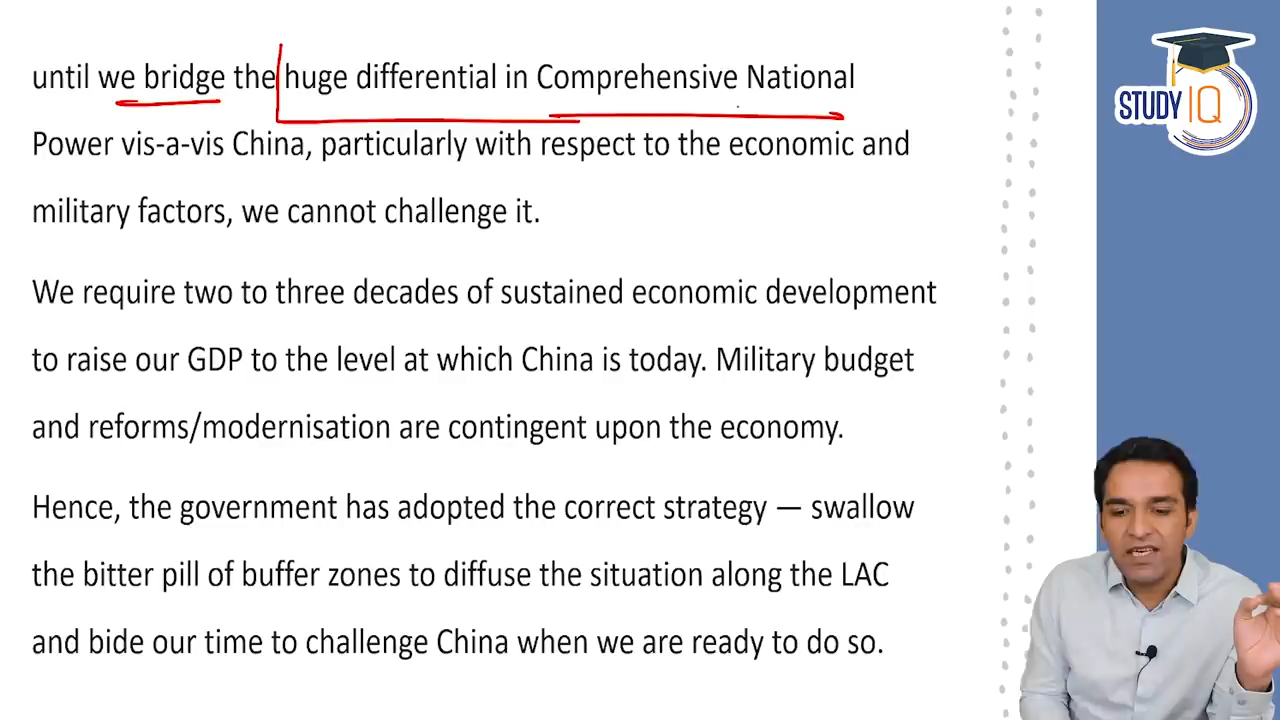 until we bridge the huge differential in Comprehensive National
Power vis-a-vis China, particularly with respect to the economic and
military factors, we cannot challenge it.
We require two to three decades of sustained economic development
to raise our GDP to the level at which China is today. Military budget
and reforms/modernisation are contingent upon the economy.
Hence, the government has adopted the correct strategy — swallow
the bitter pill of buffer zones to diffuse the situation along the LAC
and bide our time to challenge China when we are ready to do so.
STUDY IQ